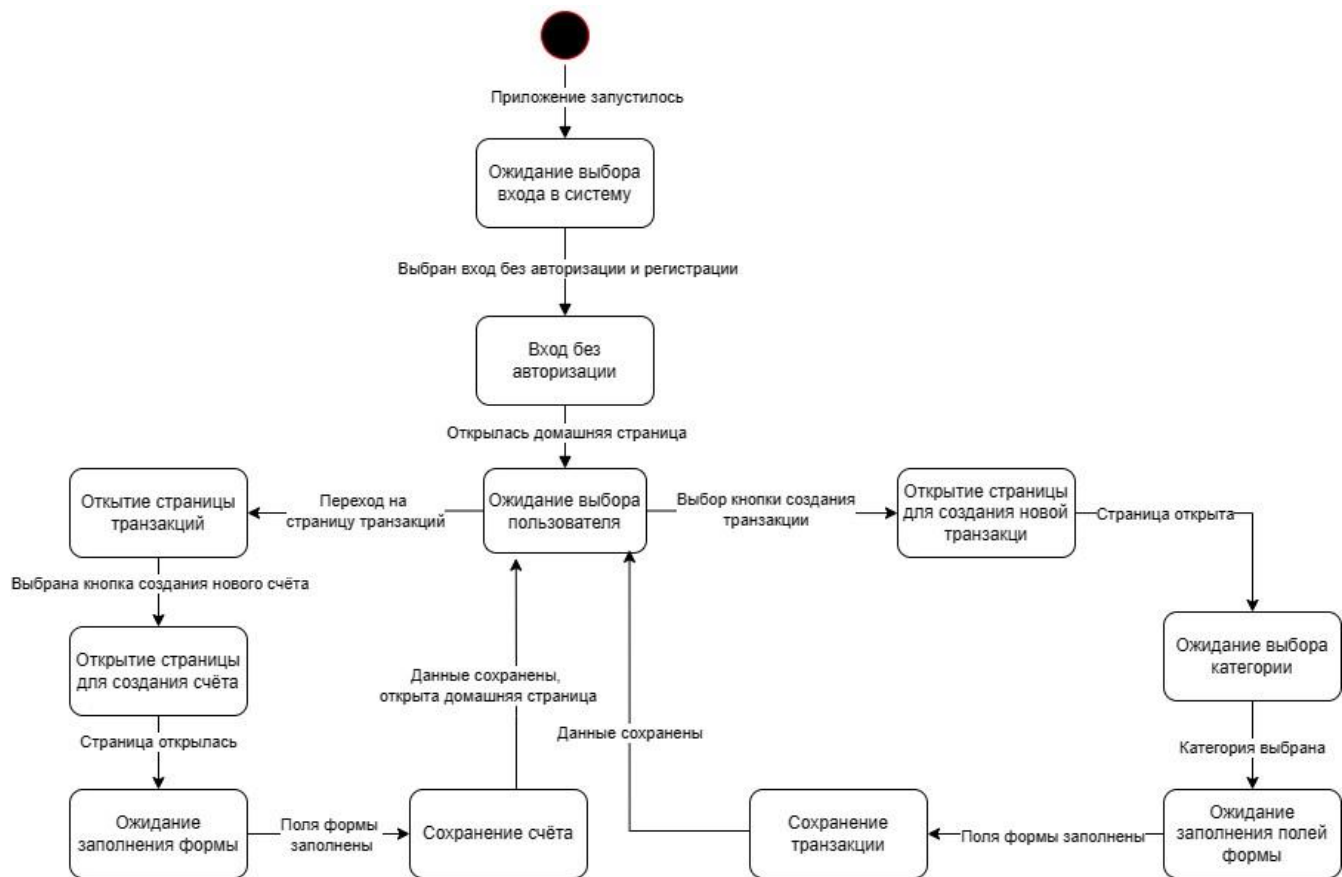 Приложение запустилось
Ожидание выбора
входа в систему
Выбран вход без авторизации и регистрации
Вход без
авторизации
Открылась домашняя страница
Откытие страницы
транзакций
Переход на
страницу транзакций
Ожидание выбора
пользователя
Выбор кнопки создания
транзакции
Открытие страницы
для создания новой
транзакци
Страница открыта
Выбрана кнопка создания нового счёта
Открытие страницы
для создания счёта
Ожидание выбора
категории
Данные сохранены,
открыта домашняя страница
Данные сохранены
Страница открылась
Категория выбрана
Ожидание
заполнения формы
Поля формы
заполнены
Сохранение счёта
Сохранение
транзакции
Поля формы заполнены
Ожидание
заполнения полей
формы